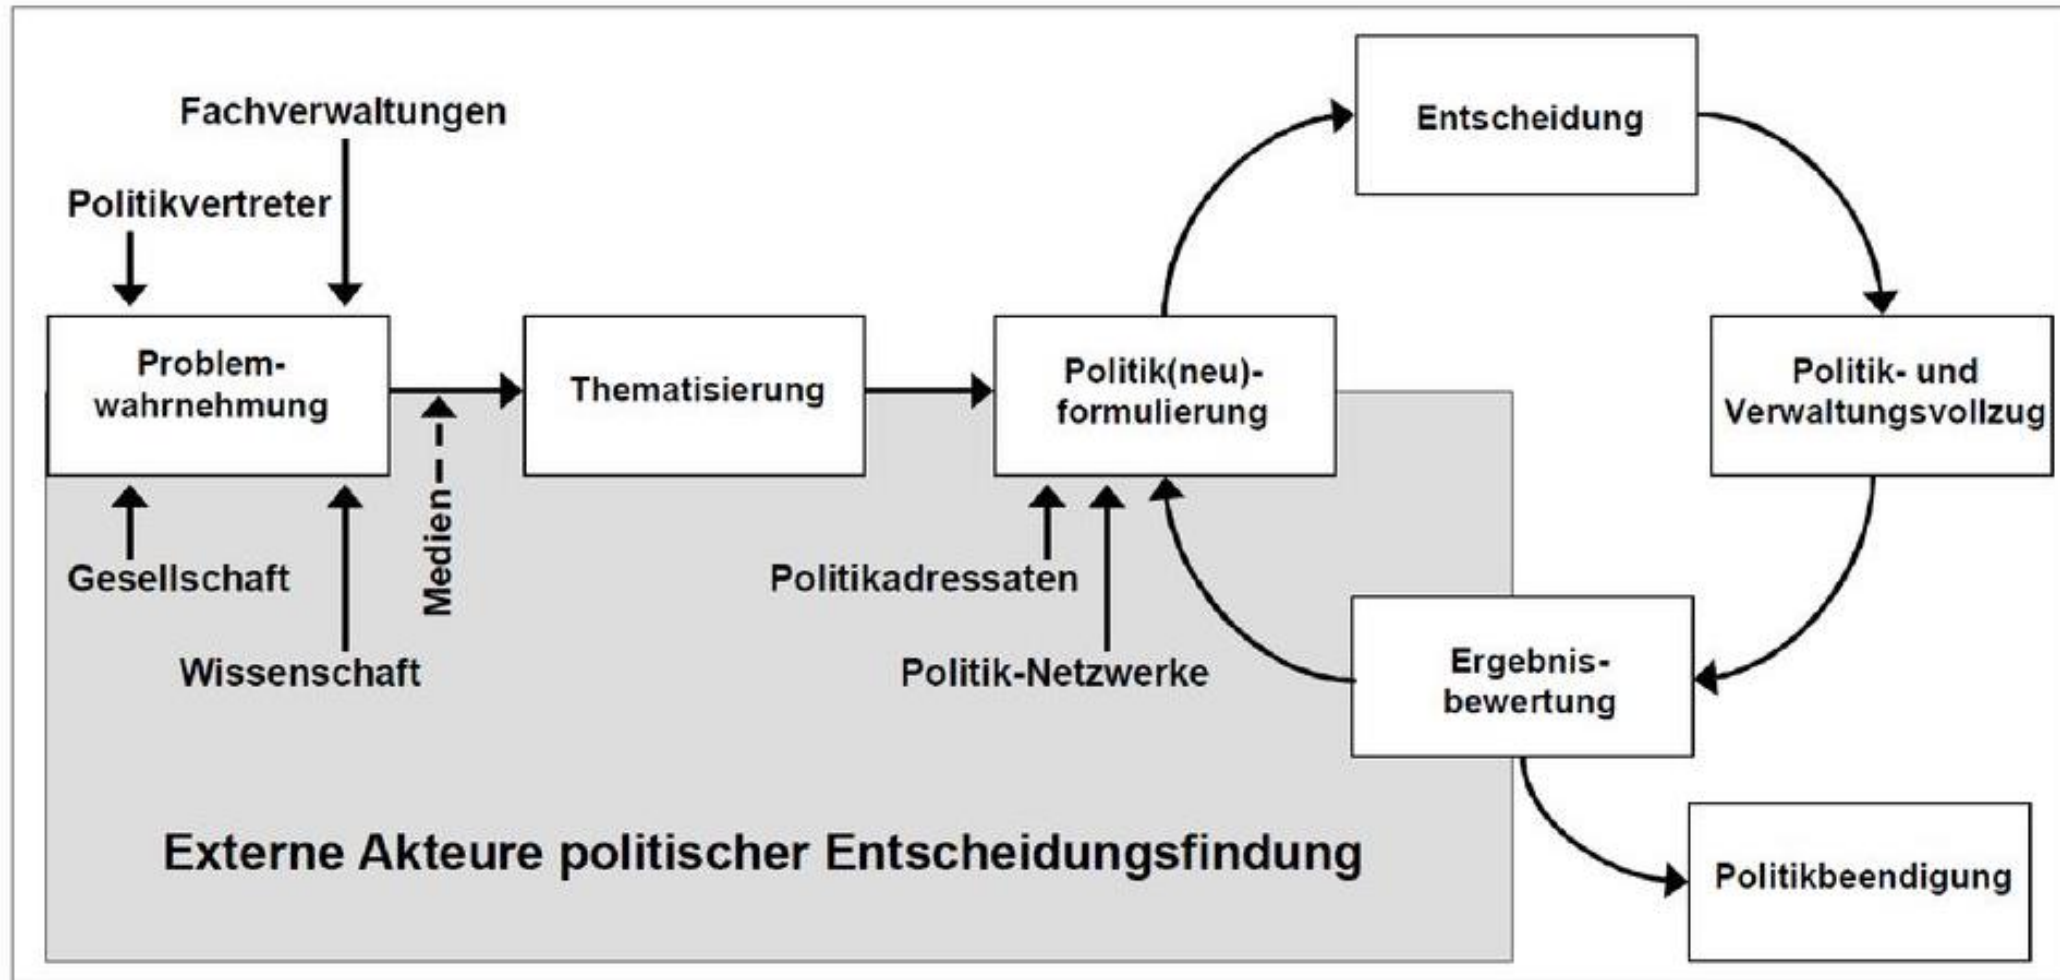 Fachverwaltungen
Politikvertreter
Problem-
wahrnehmung
Thematisierung
Politik(neu)-
formulierung
Entscheidung
Politik- und
Verwaltungsvollzug
Gesellschaft
Wissenschaft
Medien
Politikadressaten
Politik-Netzwerke
Ergebnis-
bewertung
Politikbeendigung
Externe Akteure politischer Entscheidungsfindung